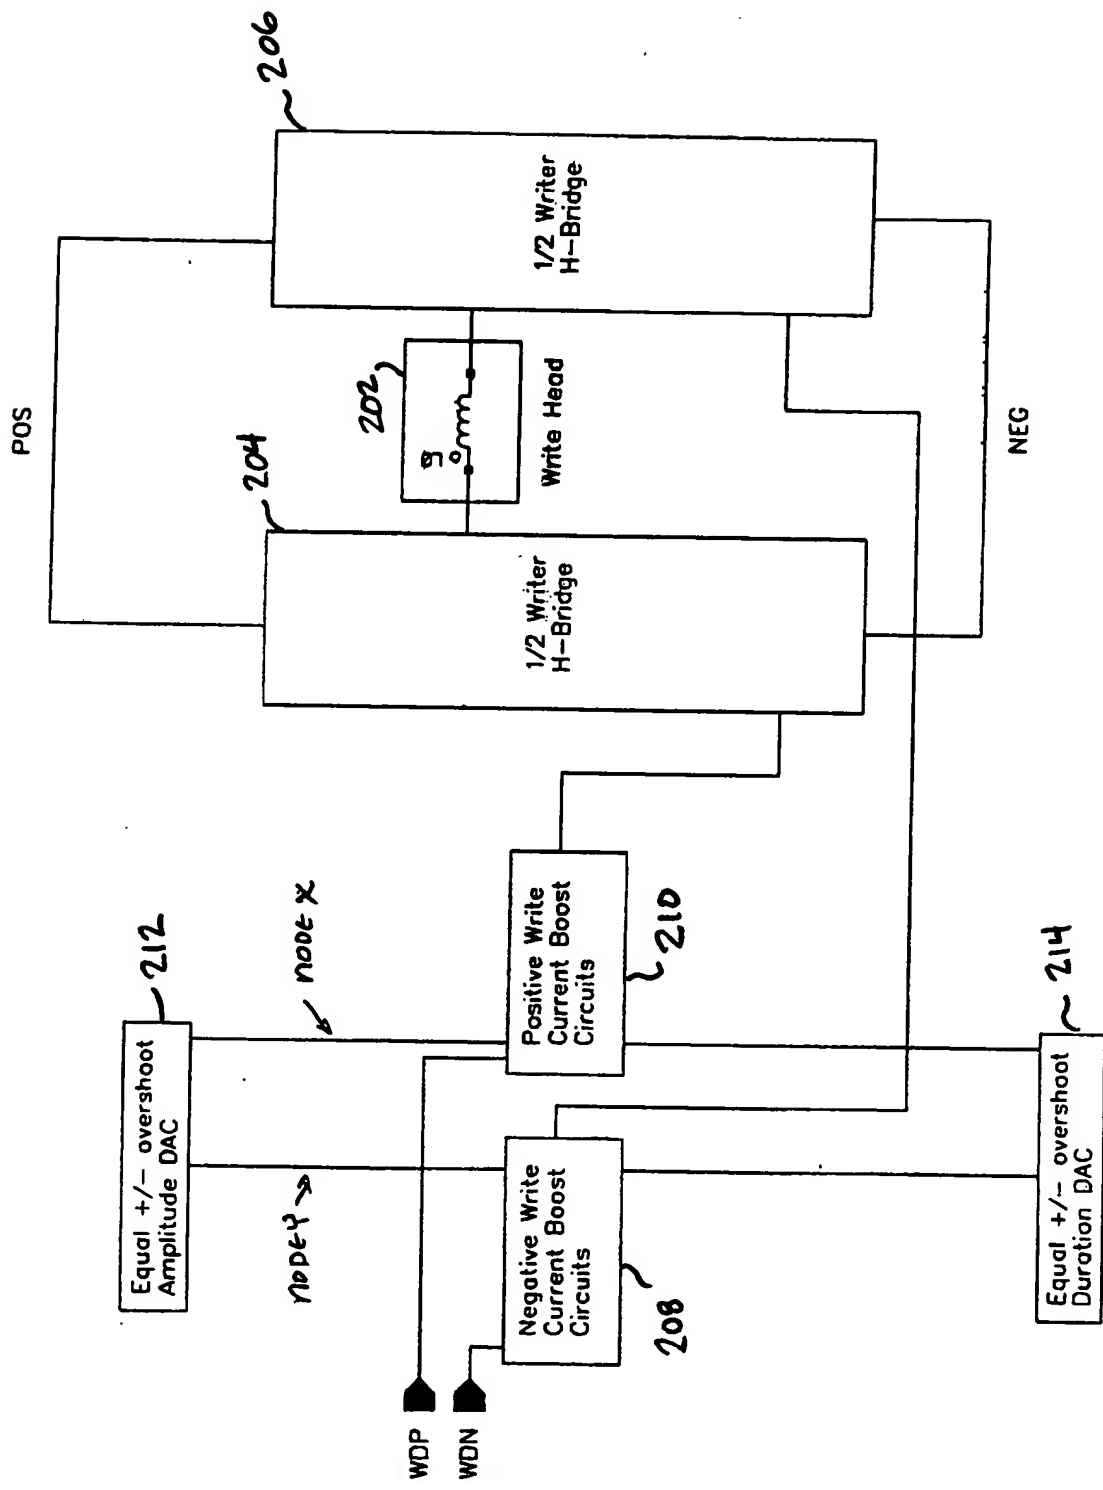 POS
206
1/2 Writer
H-Bridge
202
Write Head
204
1/2 Writer
H-Bridge
NEG
212
Equal +/- overshoot
Amplitude DAC
NODE X
NODE Y
Positive Write
Current Boost
Circuits
210
Negative Write
Current Boost
Circuits
208
WDP
WDN
Equal +/- overshoot
Duration DAC
214